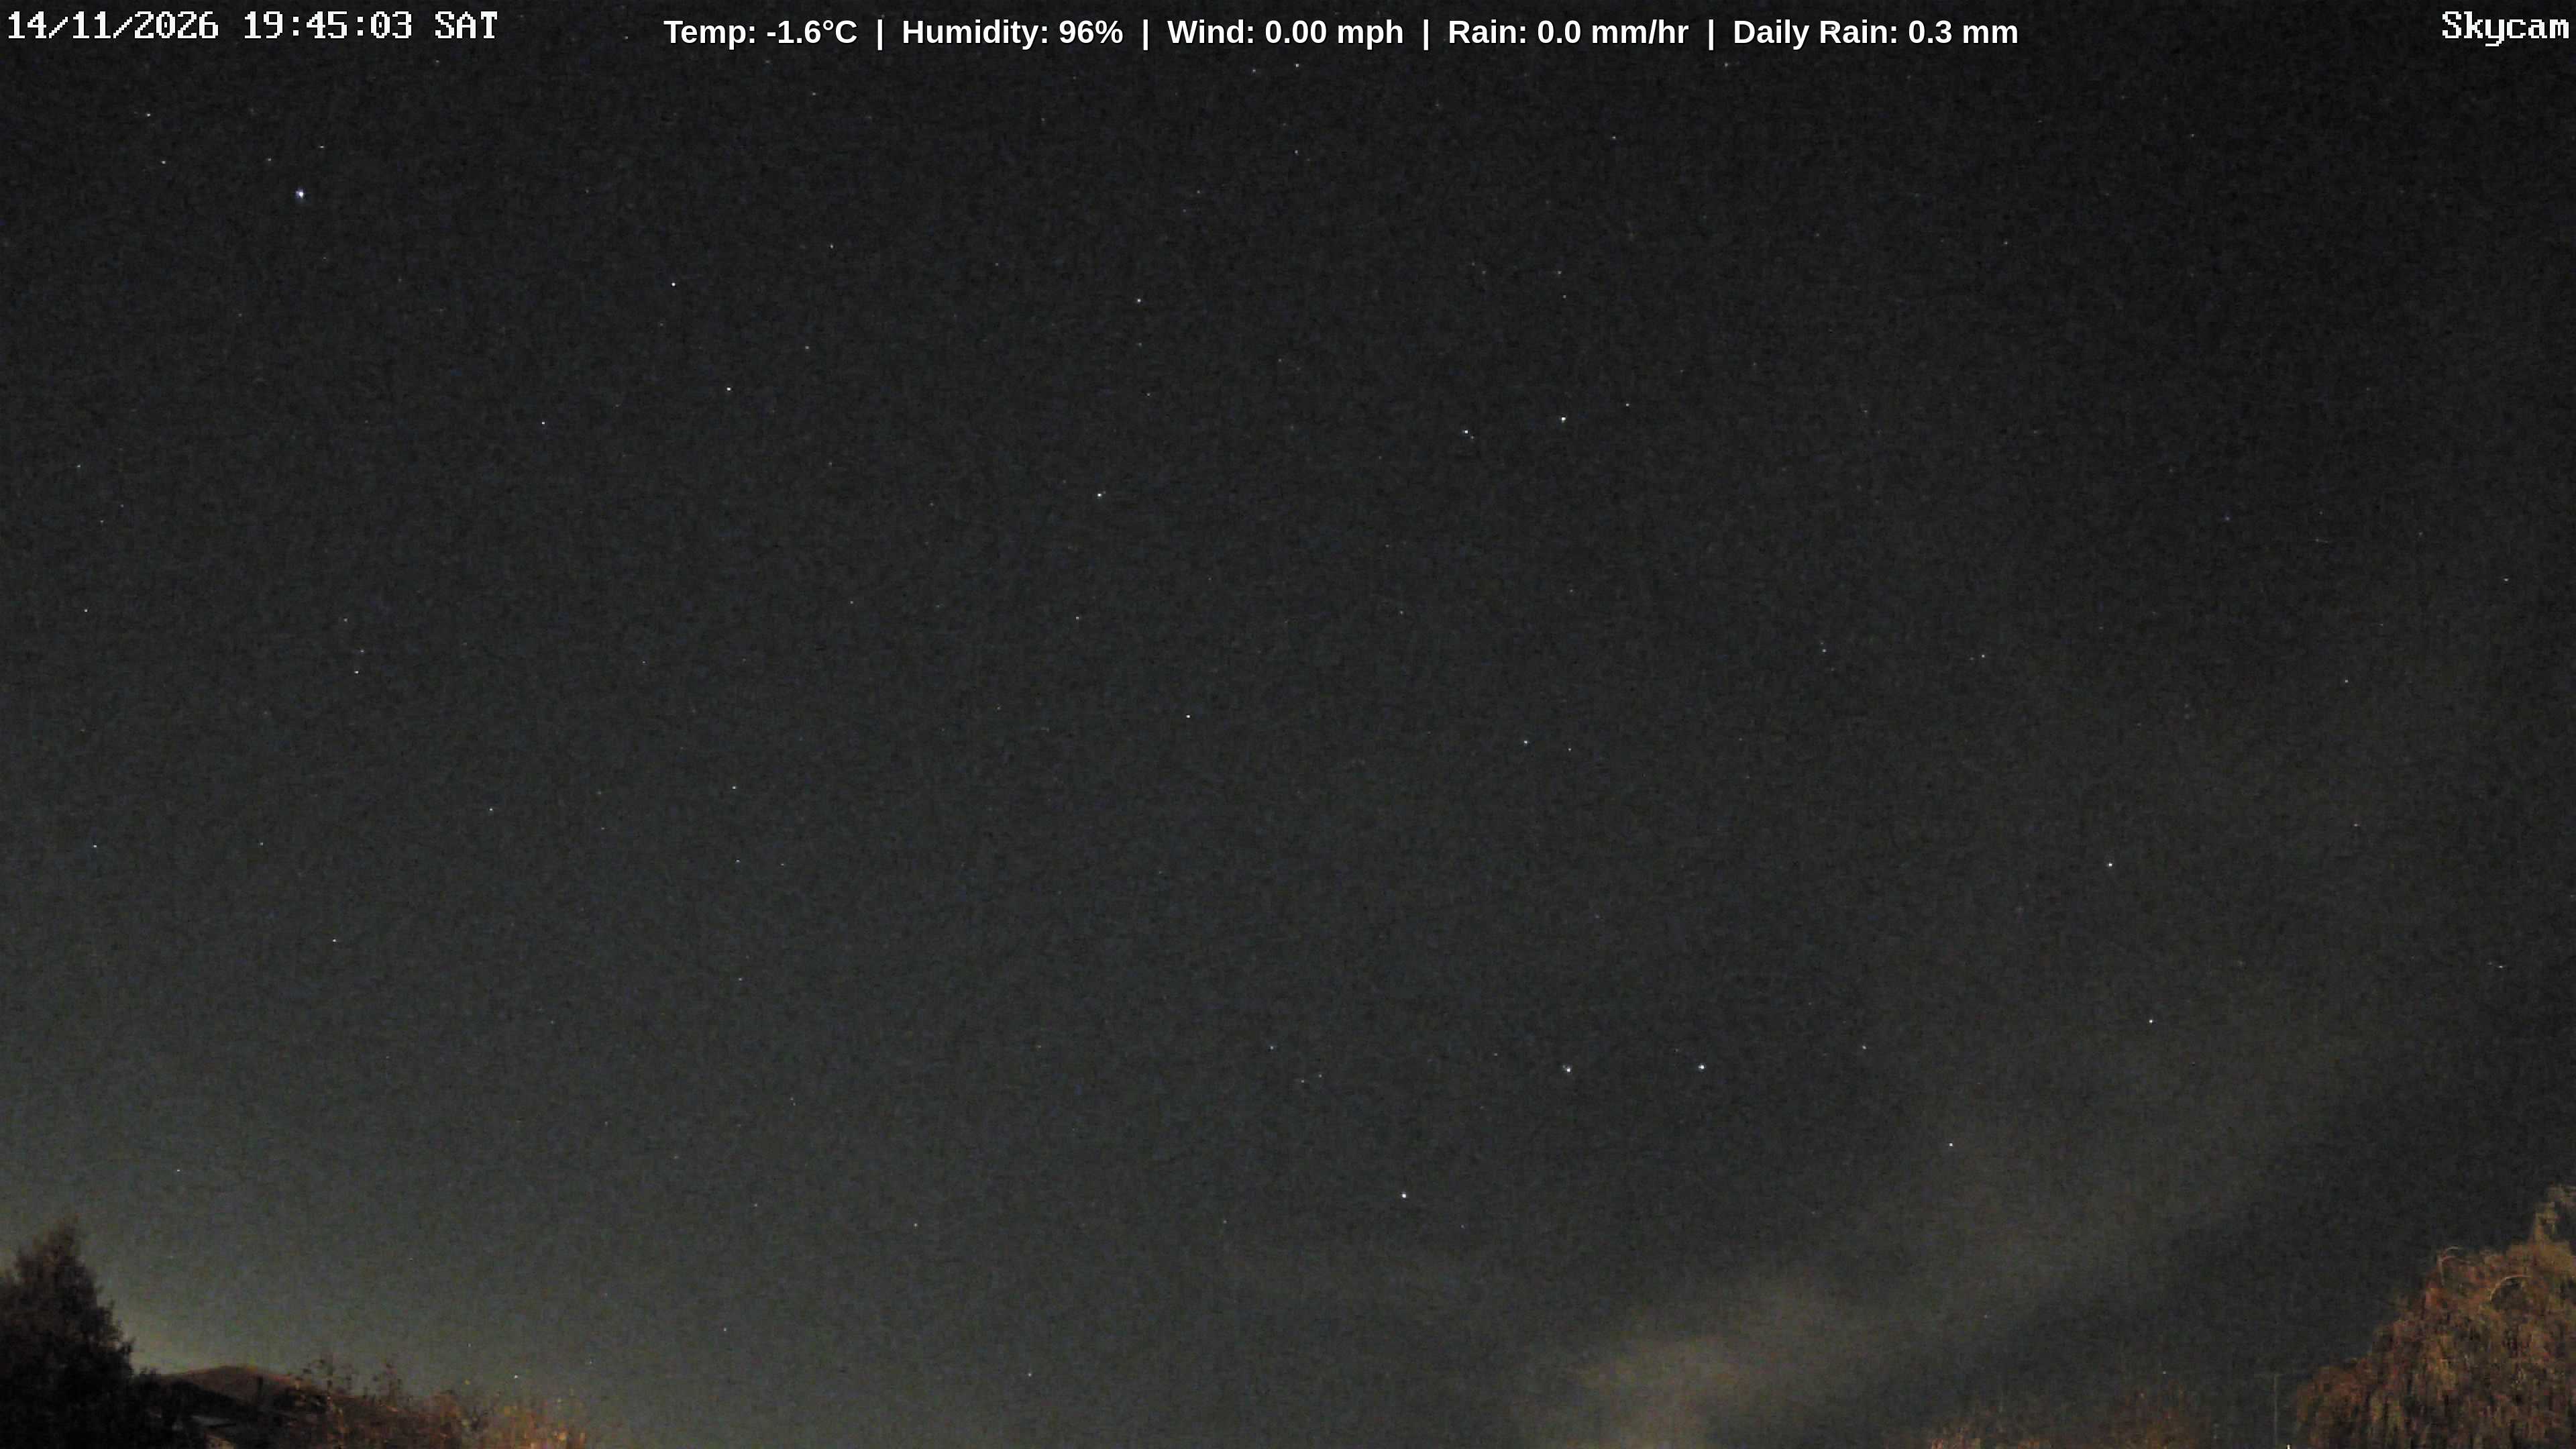 14/11/2026 19:45:03 SAT
Temp: -1.6°C | Humidity: 96% | Wind: 0.00 mph | Rain: 0.0 mm/hr | Daily Rain: 0.3 mm
Skycam